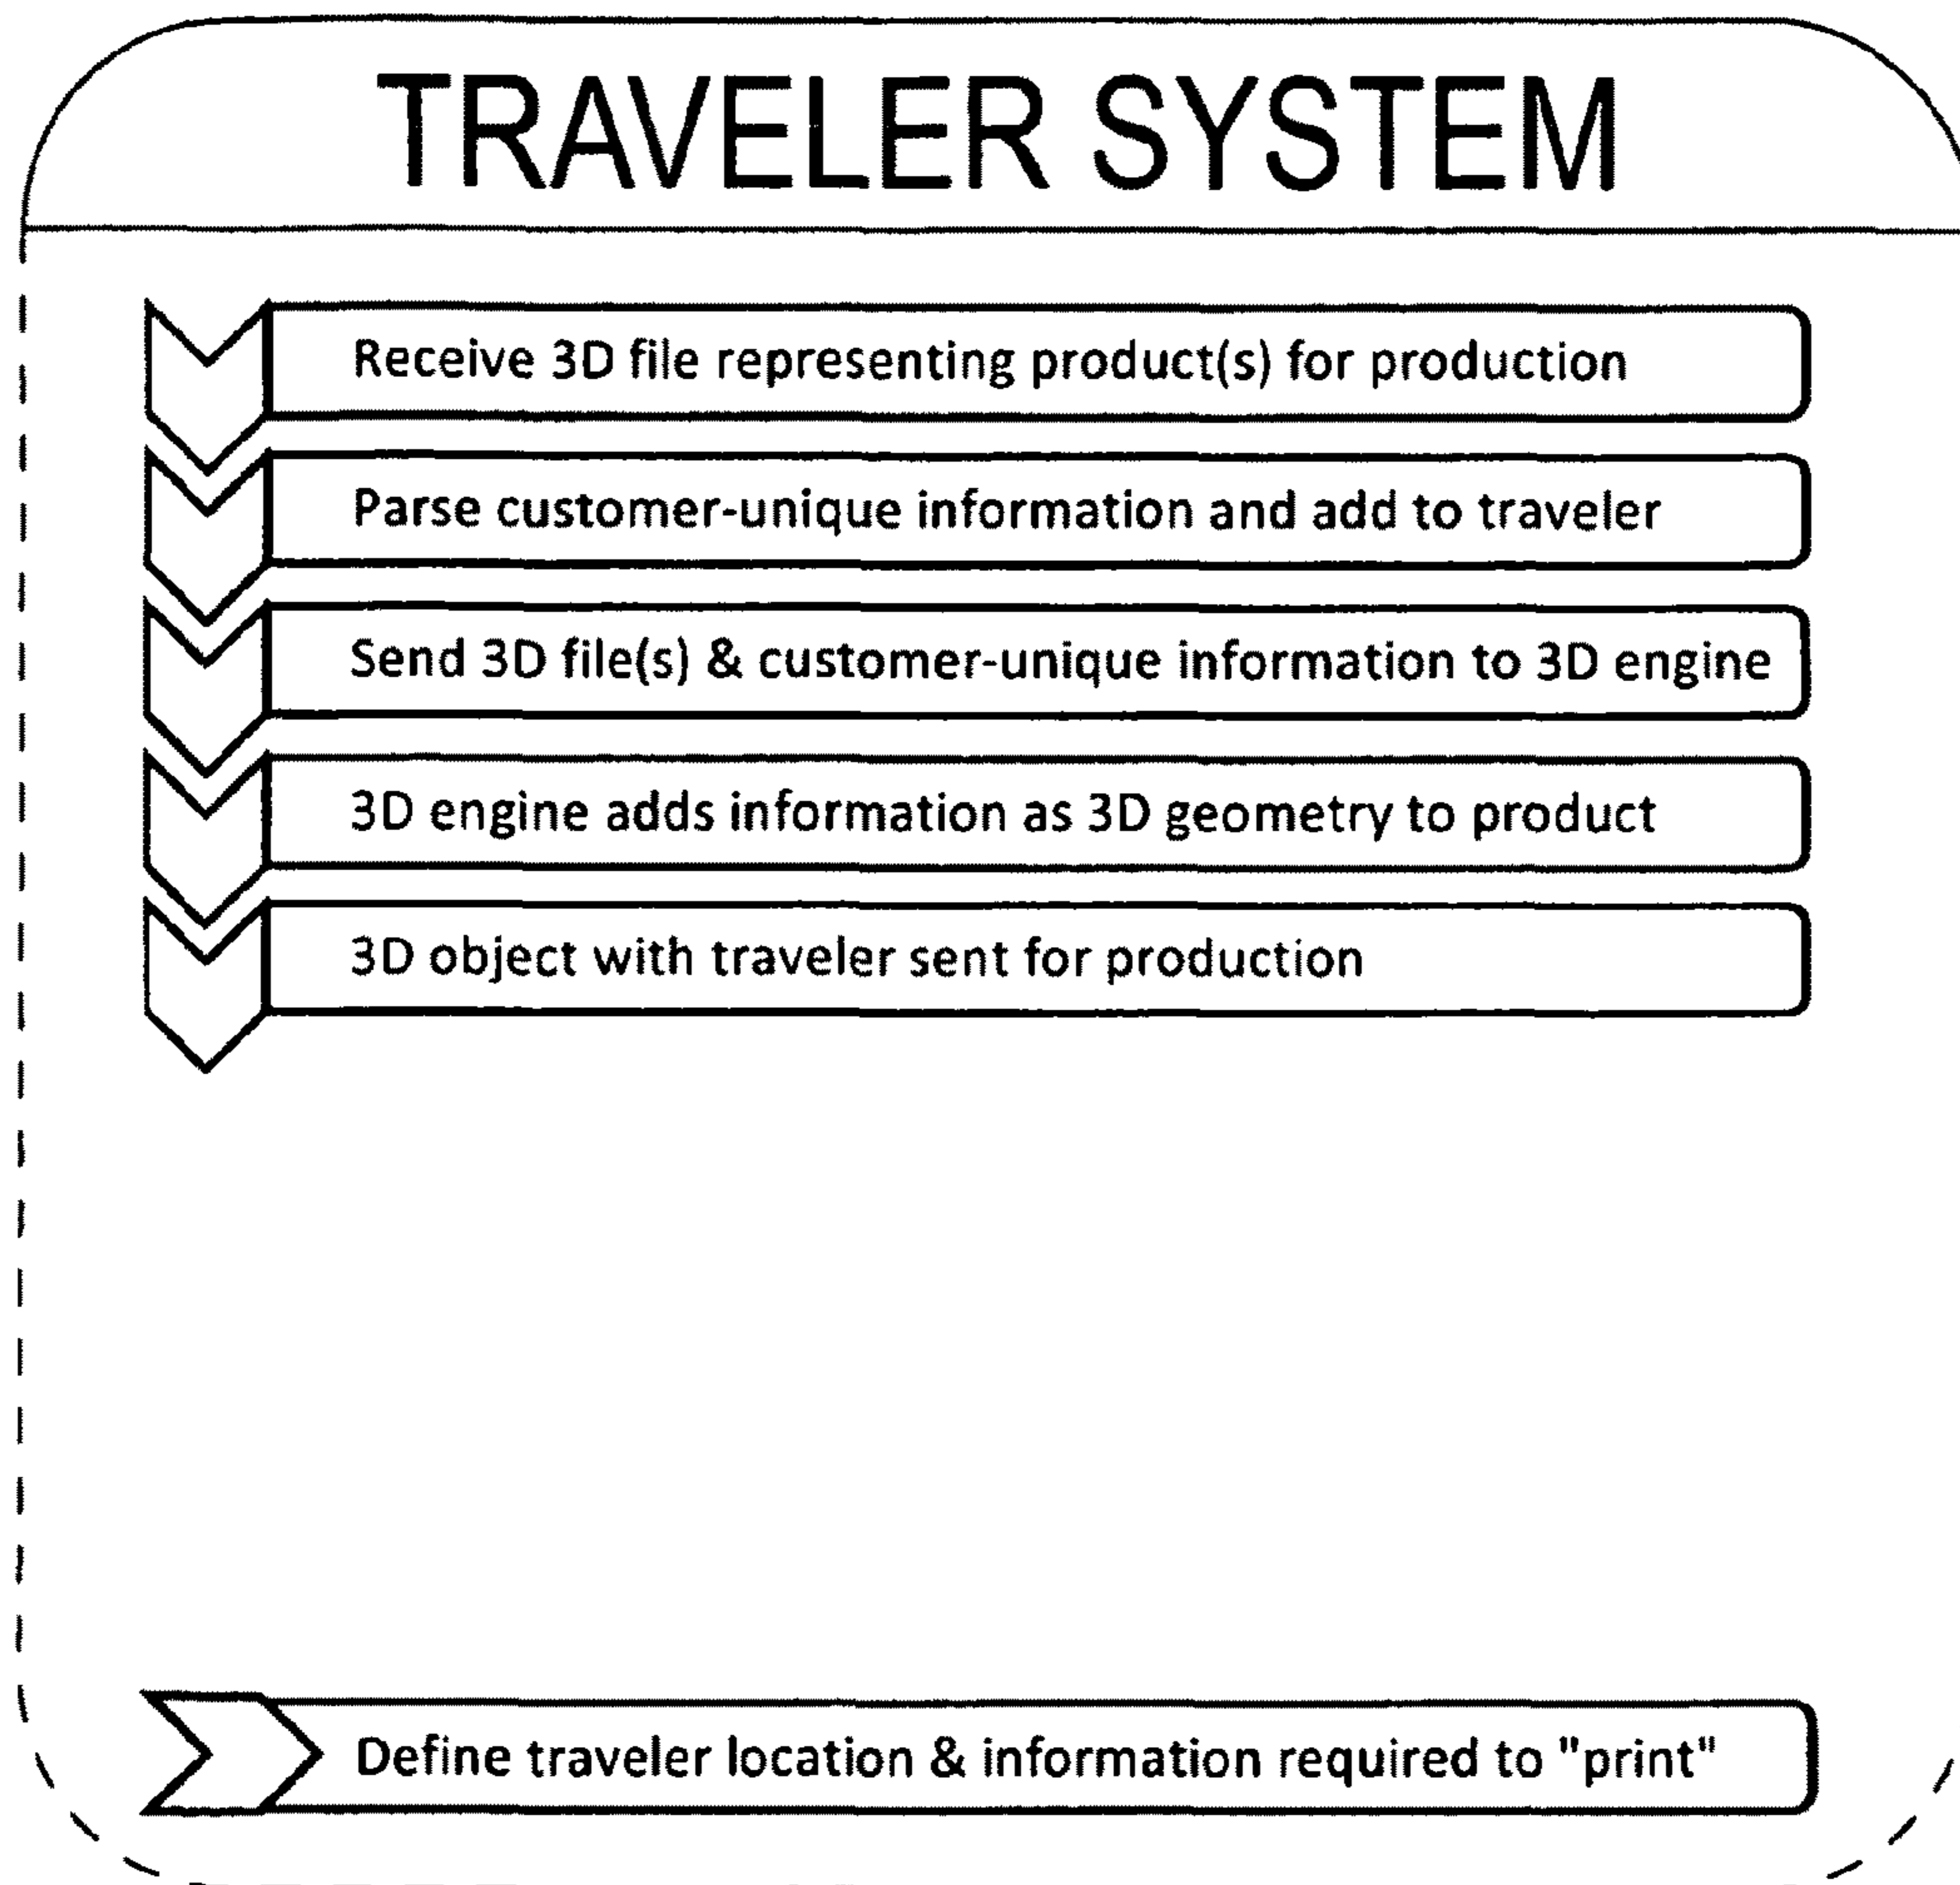 TRAVELER SYSTEM
Receive 3D file representing product(s) for production
Parse customer-unique information and add to traveler
Send 3D file(s) & customer-unique information to 3D engine
3D engine adds information as 3D geometry to product
3D object with traveler sent for production
Define traveler location & information required to "print"